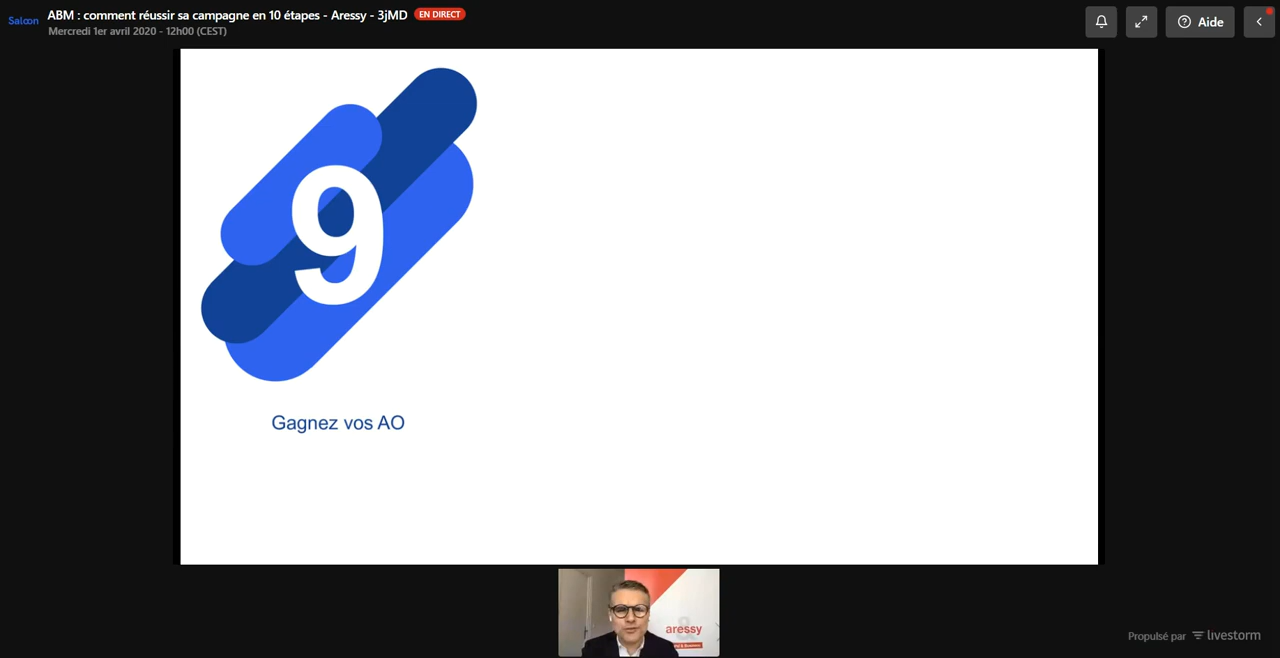 Saloon
ABM : comment réussir sa campagne en 10 étapes - Aressy - 3jMD EN DIRECT
Mercredi 1er avril 2020 - 12h00 (CEST)
Aide
9
Gagnez vos AO
aressy
& Business
Propulsé par livestorm